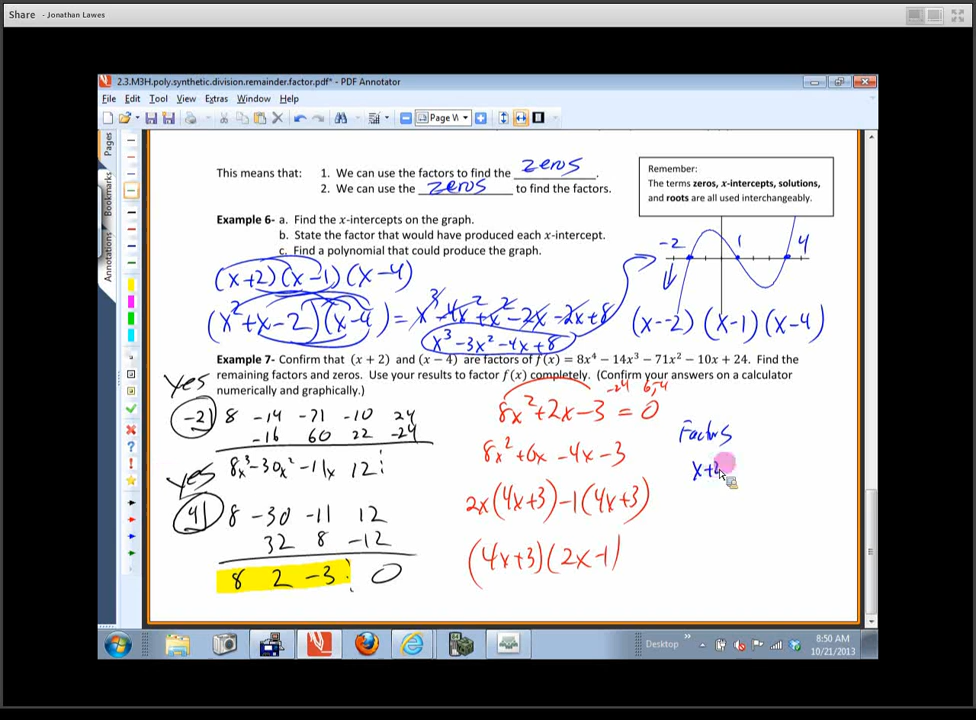 Share - Jonathan Lawes
2.3.M3H.poly.synthetic.division.remainder.factor.pdf* - PDF Annotator
File Edit Tool View Extras Window Help
Page W
Pages
Bookmarks
Annotations
This means that: 1. We can use the factors to find the zeros.
2. We can use the zeros to find the factors.
Remember:
The terms zeros, x-intercepts, solutions,
and roots are all used interchangeably.
Example 6- a. Find the x-intercepts on the graph.
b. State the factor that would have produced each x-intercept.
c. Find a polynomial that could produce the graph.
-2 1 4
(x+2)(x-1)(x-4)
(x²+x-2)(x-4) = x³-4x²+x²-2x-2x+8
(x--2)(x-1)(x-4)
x³-3x²-4x+8
Example 7- Confirm that (x + 2) and (x − 4) are factors of f(x) = 8x⁴ − 14x³ − 71x² − 10x + 24. Find the
remaining factors and zeros. Use your results to factor f(x) completely. (Confirm your answers on a calculator
numerically and graphically.)
yes
-2 8 -14 -71 -10 24
-16 60 22 -24
8x³-30x²-11x 12
yes
4 8 -30 -11 12
32 8 -12
8 2 -3 0
-24 6,-4
8x²+2x-3=0
8x²+6x-4x-3
2x(4x+3)-1(4x+3)
(4x+3)(2x-1)
Factors
x+
Desktop
8:50 AM
10/21/2013